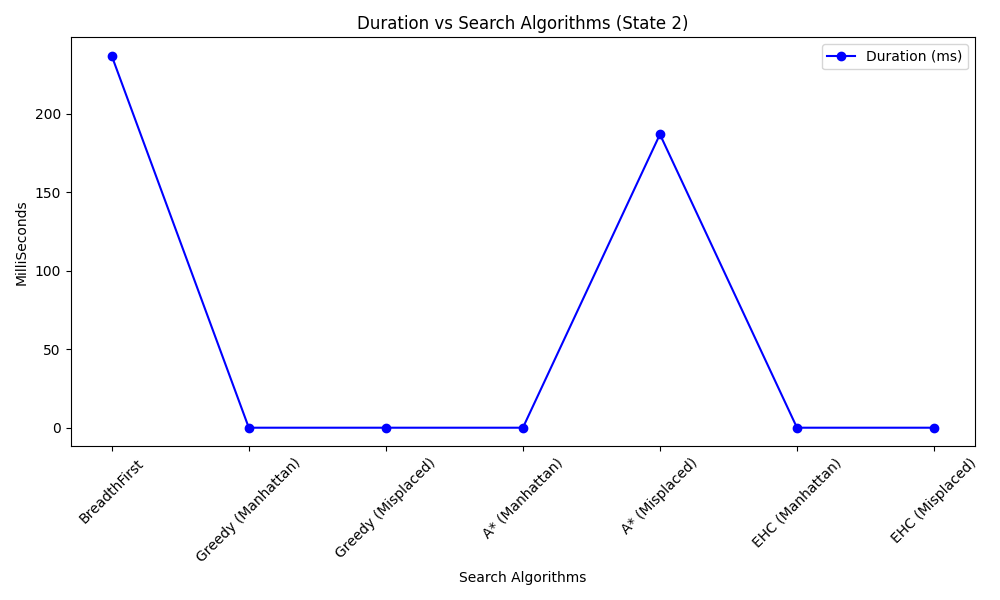 Duration vs Search Algorithms (State 2)
Duration (ms)
MilliSeconds
200
150
100
50
0
BreadthFirst
Greedy (Manhattan)
Greedy (Misplaced)
A* (Manhattan)
A* (Misplaced)
EHC (Manhattan)
EHC (Misplaced)
Search Algorithms